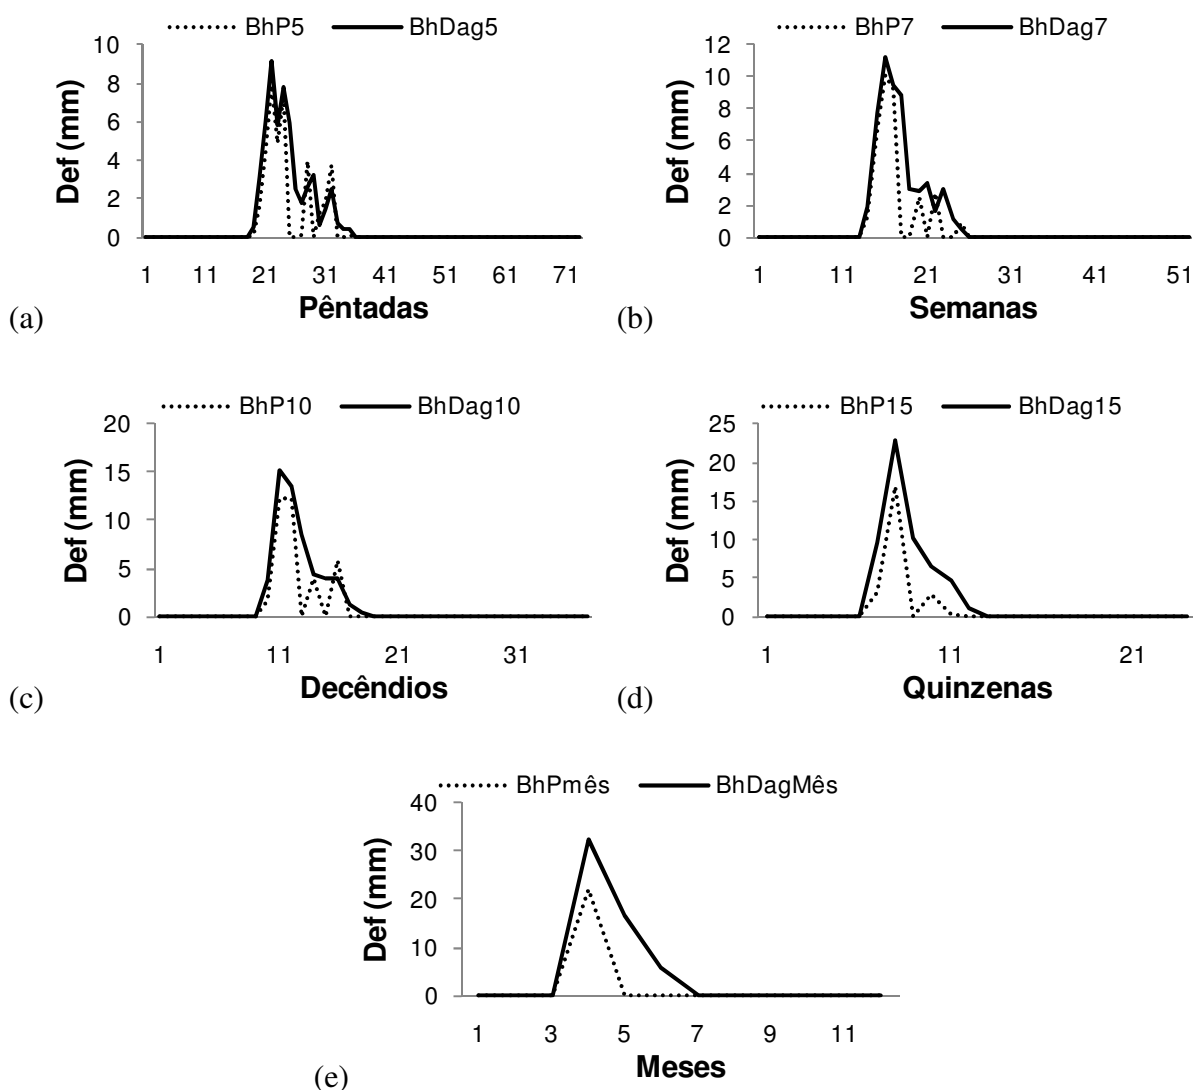 BhP5 BhDag5
10
8
6
4
2
0
Def (mm)
1 11 21 31 41 51 61 71
Pêntadas
(a)
BhP7 BhDag7
12
10
8
6
4
2
0
Def (mm)
1 11 21 31 41 51
Semanas
(b)
BhP10 BhDag10
20
15
10
5
0
Def (mm)
1 11 21 31
Decêndios
(c)
BhP15 BhDag15
25
20
15
10
5
0
Def (mm)
1 11 21
Quinzenas
(d)
BhPmês BhDagMês
40
30
20
10
0
Def (mm)
1 3 5 7 9 11
Meses
(e)